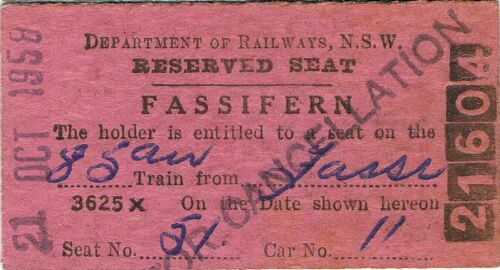 DEPARTMENT OF RAILWAYS, N.S.W.
RESERVED SEAT
FASSIFERN
The holder is entitled to a seat on the
8 5 am Train from Fassi
3625 X On the Date shown hereon
Seat No. 51. Car No. 11
21 OCT 1958
21604
FOR CANCELLATION